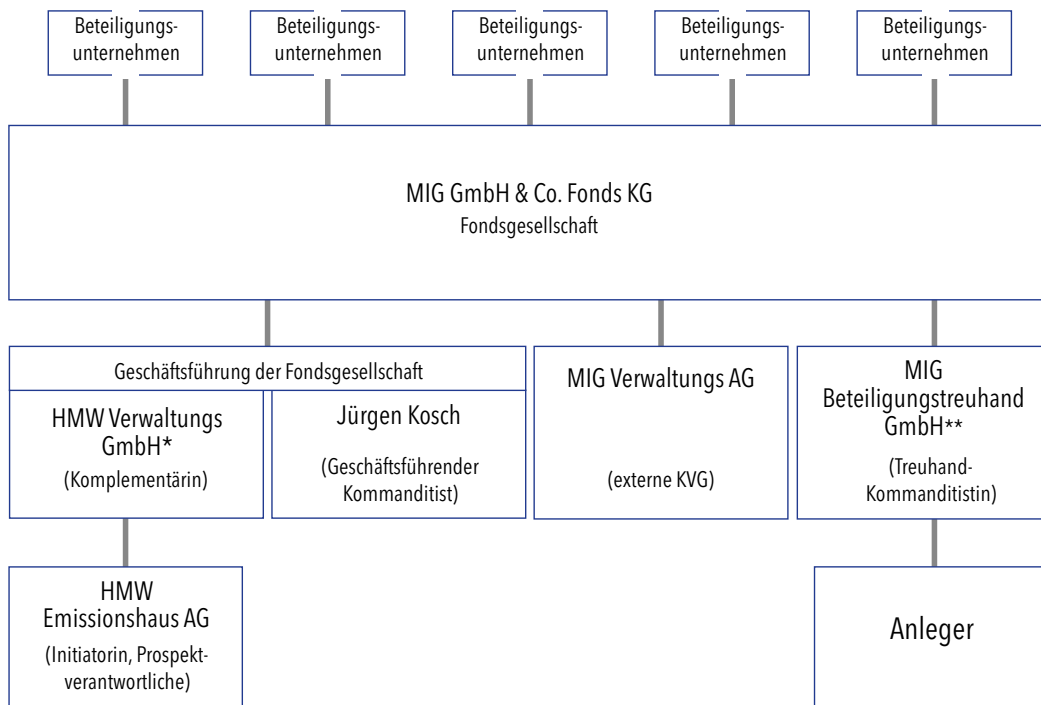 Beteiligungs-
unternehmen
Beteiligungs-
unternehmen
Beteiligungs-
unternehmen
Beteiligungs-
unternehmen
Beteiligungs-
unternehmen
MIG GmbH & Co. Fonds KG
Fondsgesellschaft
Geschäftsführung der Fondsgesellschaft
HMW Verwaltungs
GmbH*
(Komplementärin)
Jürgen Kosch
(Geschäftsführender
Kommanditist)
MIG Verwaltungs AG
(externe KVG)
MIG
Beteiligungstreuhand
GmbH**
(Treuhand-
Kommanditistin)
HMW
Emissionshaus AG
(Initiatorin, Prospekt-
verantwortliche)
Anleger